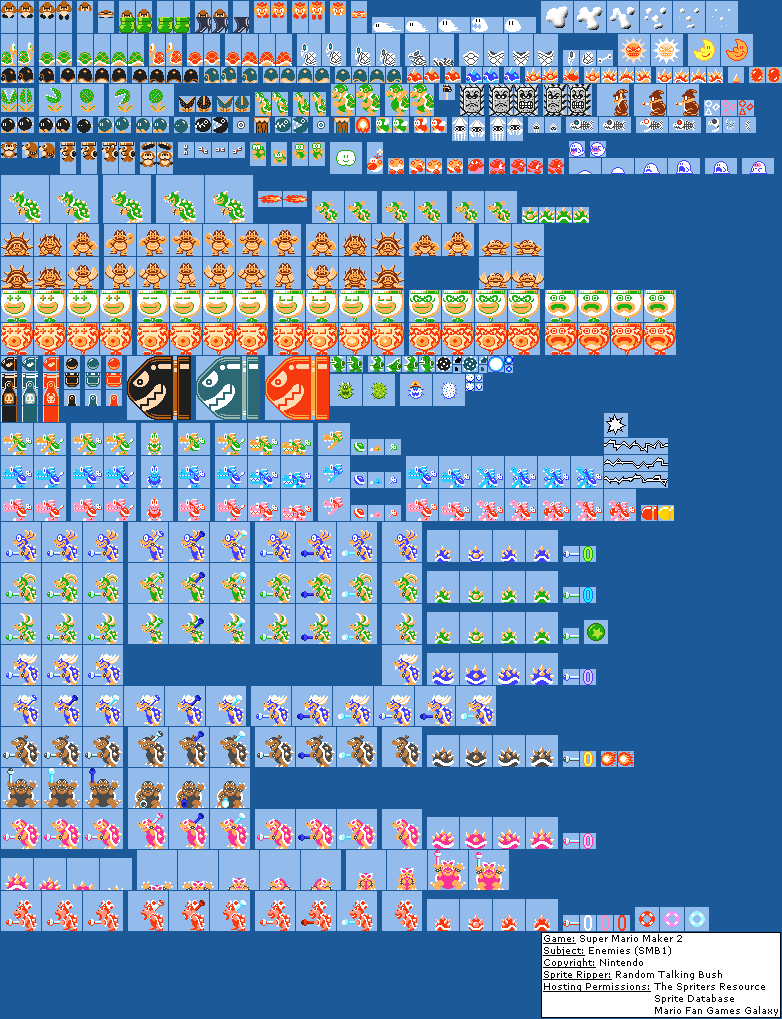 Game: Super Mario Maker 2
Subject: Enemies (SMB1)
Copyright: Nintendo
Sprite Ripper: Random Talking Bush
Hosting Permissions: The Spriters Resource
Sprite Database
Mario Fan Games Galaxy